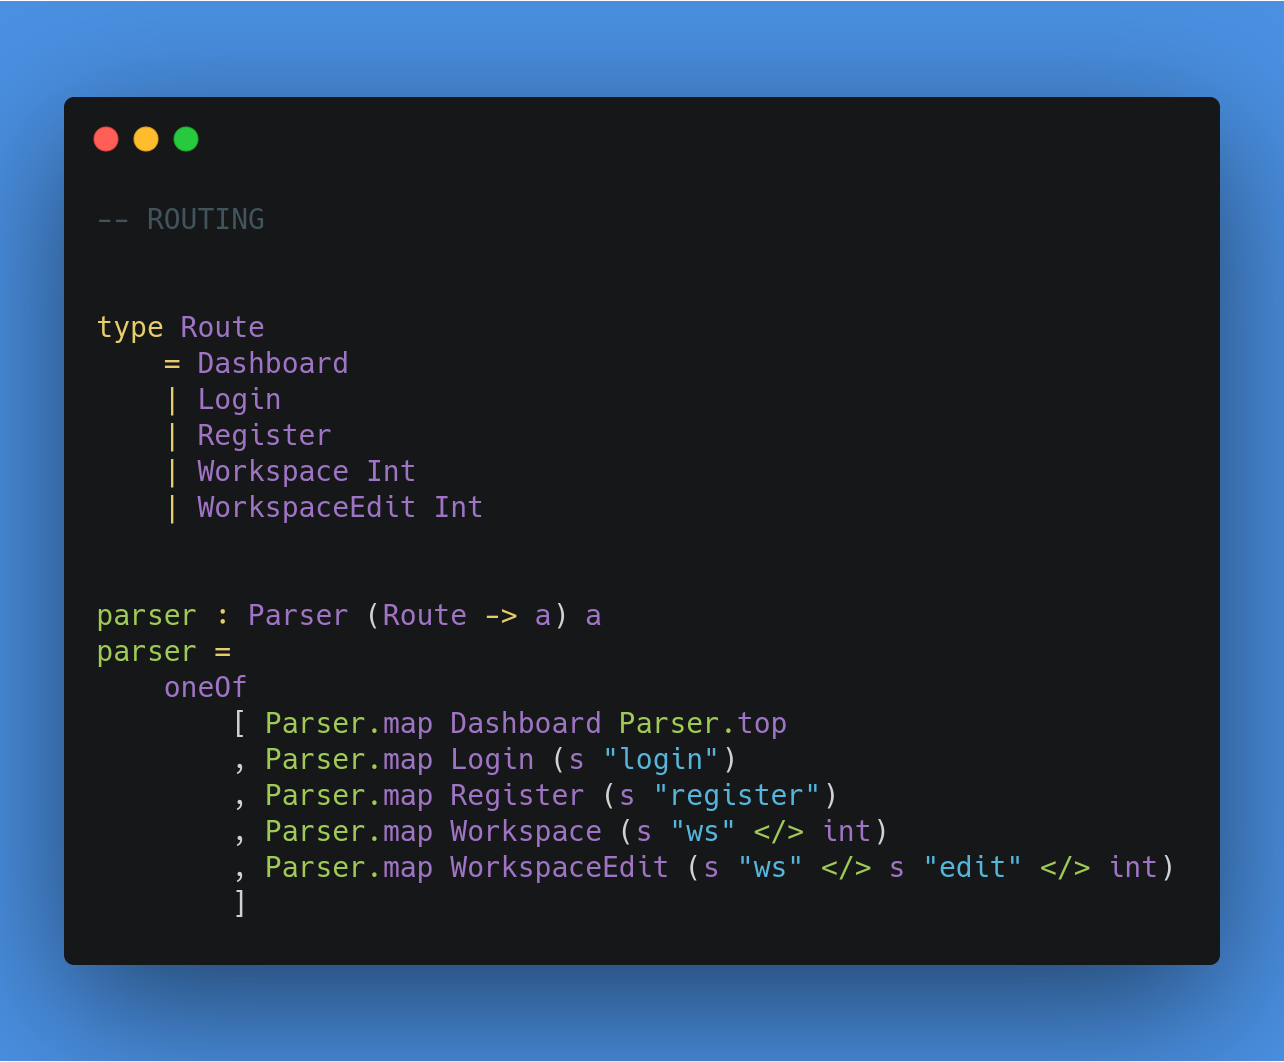 -- ROUTING
type Route
    = Dashboard
    | Login
    | Register
    | Workspace Int
    | WorkspaceEdit Int
parser : Parser (Route -> a) a
parser =
    oneOf
        [ Parser.map Dashboard Parser.top
        , Parser.map Login (s "login")
        , Parser.map Register (s "register")
        , Parser.map Workspace (s "ws" </> int)
        , Parser.map WorkspaceEdit (s "ws" </> s "edit" </> int)
        ]